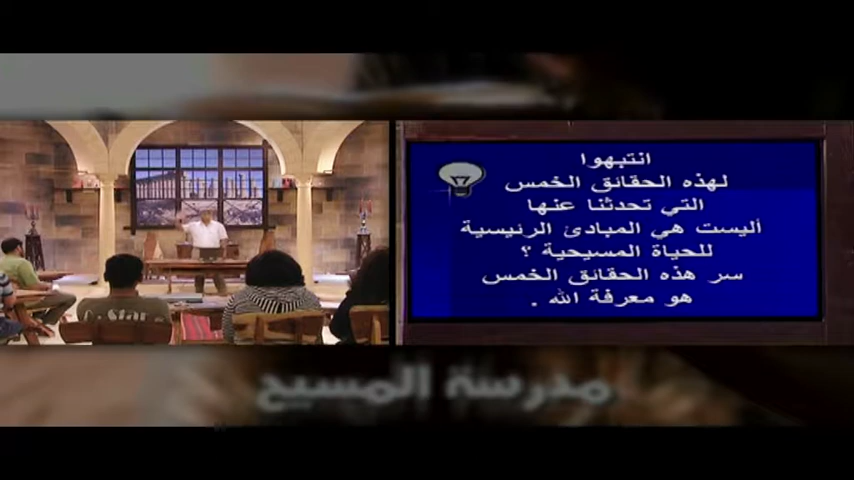 انتبهوا
لهذه الحقائق الخمس
التي تحدثنا عنها
أليست هي المبادئ الرئيسية
للحياة المسيحية ؟
سر هذه الحقائق الخمس
هو معرفة الله .
مدرسة المسيح